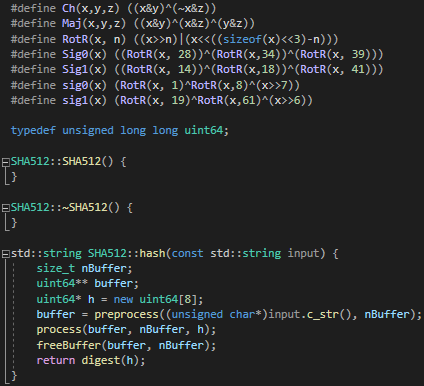 #define Ch(x,y,z) ((x&y)^(~x&z))
#define Maj(x,y,z) ((x&y)^(x&z)^(y&z))
#define RotR(x, n) ((x>>n)|(x<<((sizeof(x)<<3)-n)))
#define Sig0(x) ((RotR(x, 28))^(RotR(x,34))^(RotR(x, 39)))
#define Sig1(x) ((RotR(x, 14))^(RotR(x,18))^(RotR(x, 41)))
#define sig0(x) (RotR(x, 1)^RotR(x,8)^(x>>7))
#define sig1(x) (RotR(x, 19)^RotR(x,61)^(x>>6))
typedef unsigned long long uint64;
SHA512::SHA512() {
}
SHA512::~SHA512() {
}
std::string SHA512::hash(const std::string input) {
size_t nBuffer;
uint64** buffer;
uint64* h = new uint64[8];
buffer = preprocess((unsigned char*)input.c_str(), nBuffer);
process(buffer, nBuffer, h);
freeBuffer(buffer, nBuffer);
return digest(h);
}